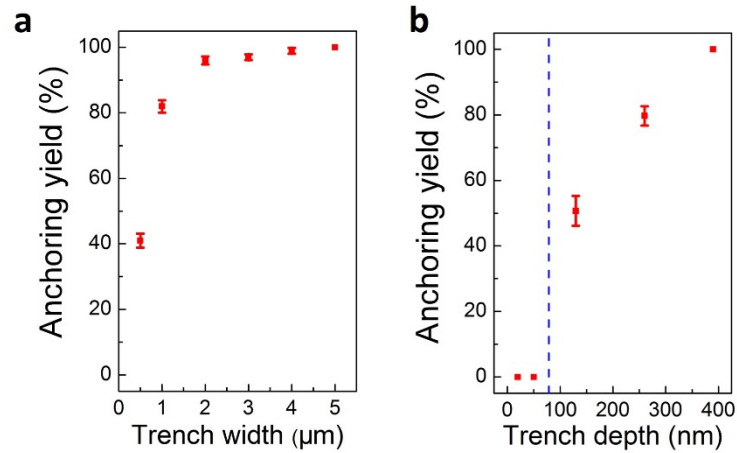 a
Anchoring yield (%)
100
80
60
40
20
0
0 1 2 3 4 5
Trench width (μm)
b
Anchoring yield (%)
100
80
60
40
20
0
0 100 200 300 400
Trench depth (nm)